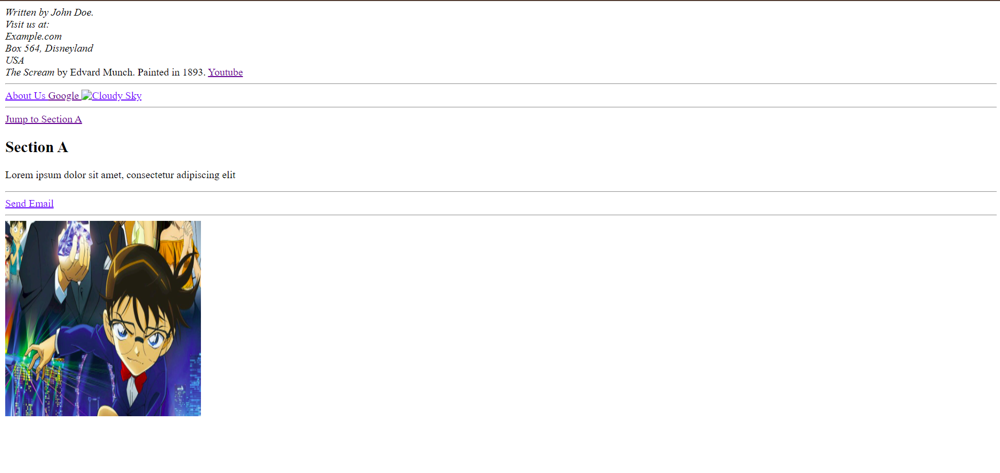 Written by John Doe.
Visit us at:
Example.com
Box 564, Disneyland
USA
The Scream by Edvard Munch. Painted in 1893. Youtube
About Us Google Cloudy Sky
Jump to Section A
Section A
Lorem ipsum dolor sit amet, consectetur adipiscing elit
Send Email